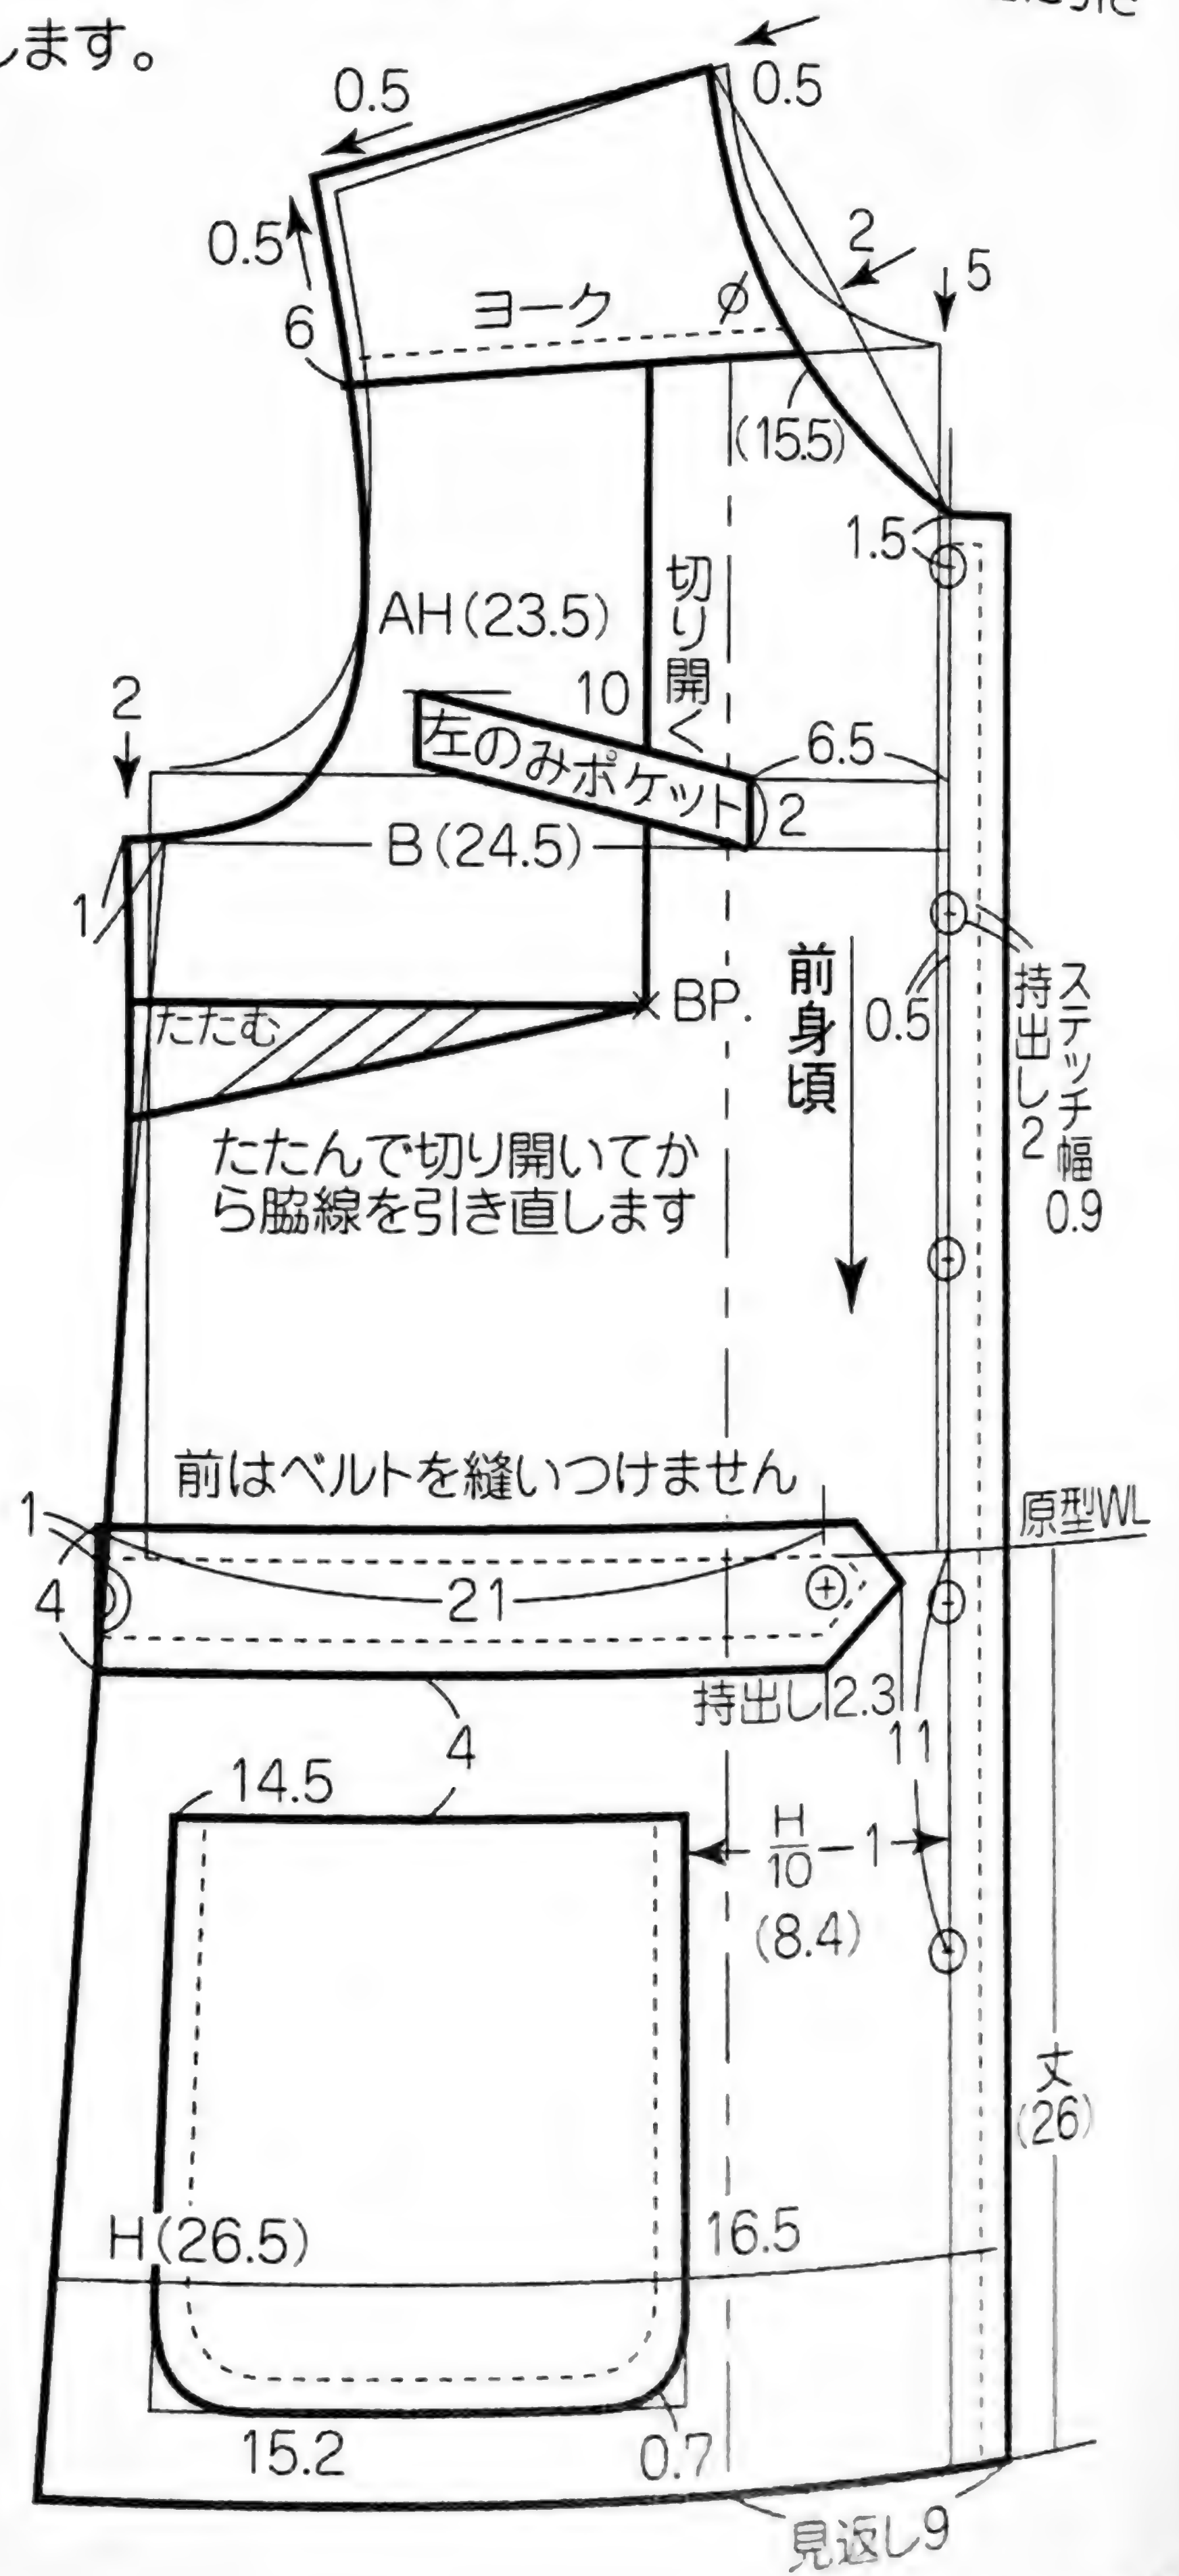 します。
0.5
0.5
0.5
6
ヨーク
ø
2
5
(15.5)
1.5
AH(23.5)
切り開く
10
左のみポケット
6.5
2
2
B(24.5)
1
BP.
たたむ
前身頃
0.5
ステッチ幅0.9
持出し2
たたんで切り開いてか
ら脇線を引き直します
前はベルトを縫いつけません
原型WL
1
4
21
持出し2.3
11
4
14.5
H/10−1
(8.4)
丈
(26)
H(26.5)
16.5
15.2
0.7
見返し9